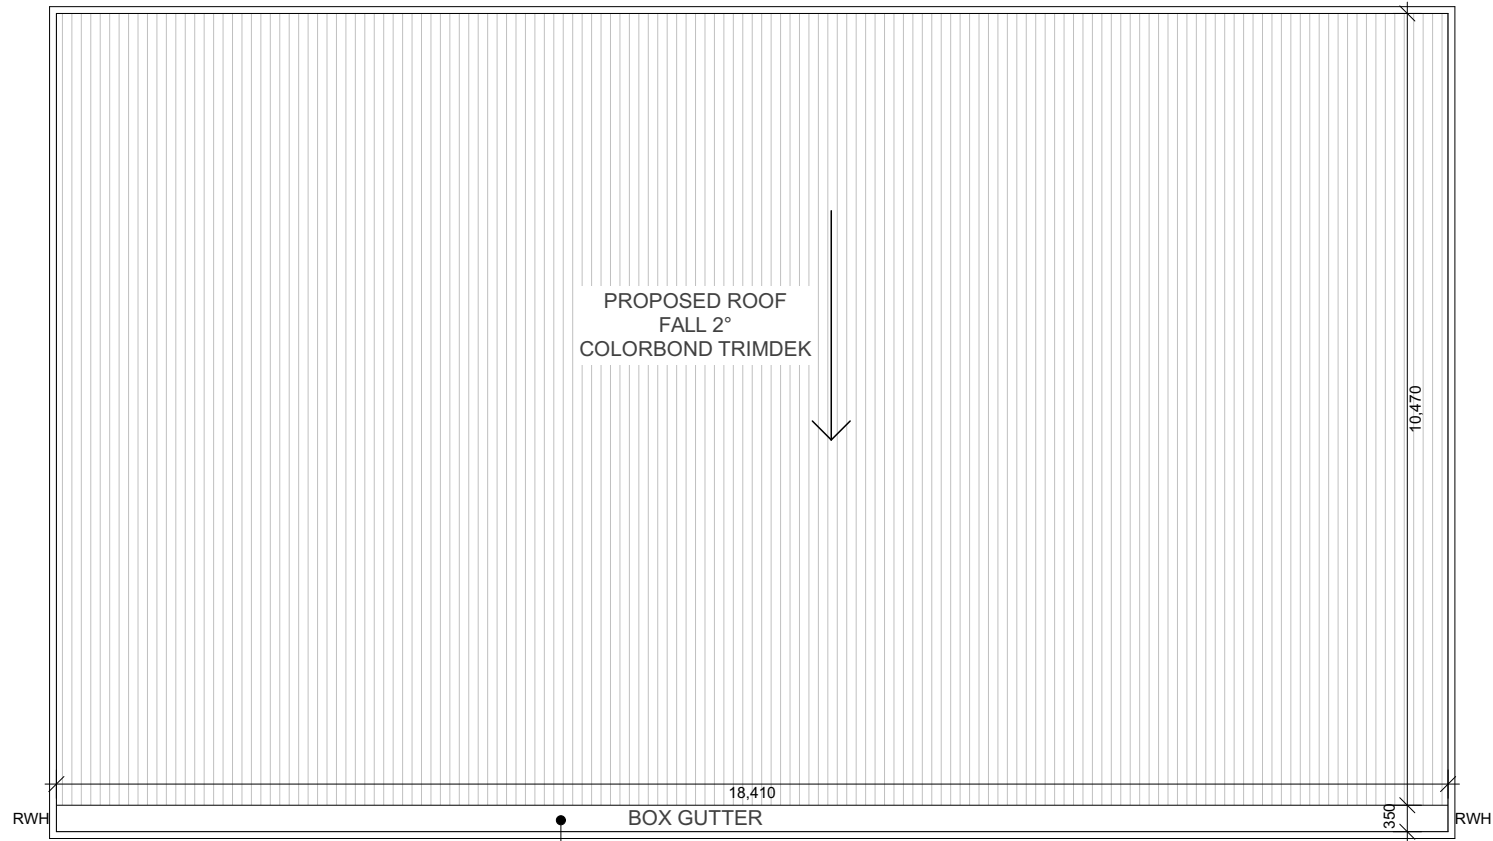 PROPOSED ROOF
FALL 2°
COLORBOND TRIMDEK
10,470
18,410
RWH
BOX GUTTER
350
RWH